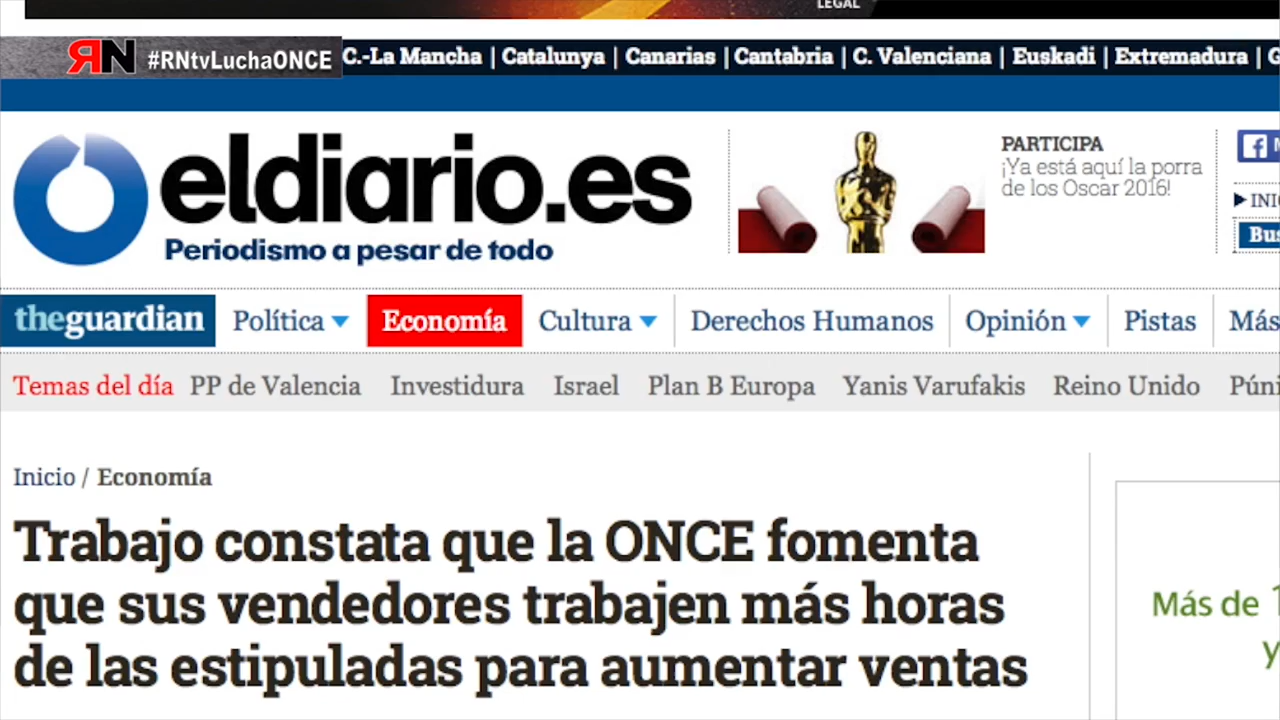 LEGAL
RN #RNtvLuchaONCE
C.-La Mancha | Catalunya | Canarias | Cantabria | C. Valenciana | Euskadi | Extremadura |
eldiario.es
Periodismo a pesar de todo
PARTICIPA
¡Ya está aquí la porra
de los Oscar 2016!
theguardian Política Economía Cultura Derechos Humanos Opinión Pistas Más
Temas del día PP de Valencia Investidura Israel Plan B Europa Yanis Varufakis Reino Unido
Inicio / Economía
Trabajo constata que la ONCE fomenta
que sus vendedores trabajen más horas
de las estipuladas para aumentar ventas
Más de
y